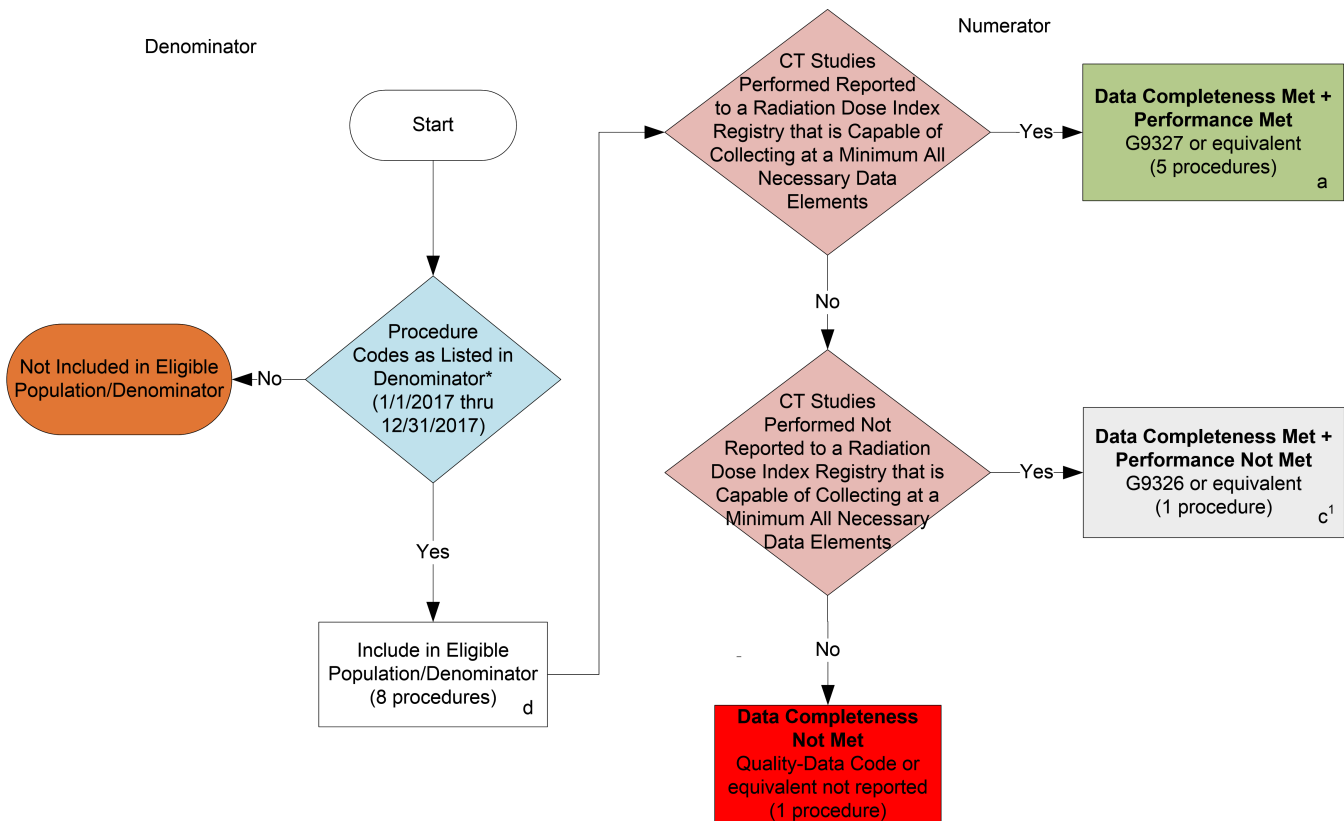 Denominator
Numerator
Start
Procedure
Codes as Listed in
Denominator*
(1/1/2017 thru
12/31/2017)
No
Not Included in Eligible
Population/Denominator
Yes
Include in Eligible
Population/Denominator
(8 procedures)
d
CT Studies
Performed Reported
to a Radiation Dose Index
Registry that is Capable of
Collecting at a Minimum All
Necessary Data
Elements
Yes
Data Completeness Met +
Performance Met
G9327 or equivalent
(5 procedures)
a
No
CT Studies
Performed Not
Reported to a Radiation
Dose Index Registry that is
Capable of Collecting at a
Minimum All Necessary
Data Elements
Yes
Data Completeness Met +
Performance Not Met
G9326 or equivalent
(1 procedure)
c¹
No
Data Completeness
Not Met
Quality-Data Code or
equivalent not reported
(1 procedure)